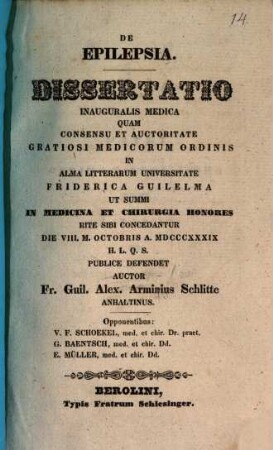 14.
DE
EPILEPSIA.
DISSERTATIO
INAUGURALIS MEDICA
QUAM
CONSENSU ET AUCTORITATE
GRATIOSI MEDICORUM ORDINIS
IN
ALMA LITTERARUM UNIVERSITATE
FRIDERICA GUILELMA
UT SUMMI
IN MEDICINA ET CHIRURGIA HONORES
RITE SIBI CONCEDANTUR
DIE VIII. M. OCTOBRIS A. MDCCCXXXIX
H. L. Q. S.
PUBLICE DEFENDET
AUCTOR
Fr. Guil. Alex. Arminius Schlitte
ANHALTINUS.
Opponentibus:
V. F. SCHOEKEL, med. et chir. Dr. pract.
G. BAENTSCH, med. et chir. Dd.
E. MÜLLER, med. et chir. Dd.
BEROLINI,
Typis Fratrum Schlesinger.